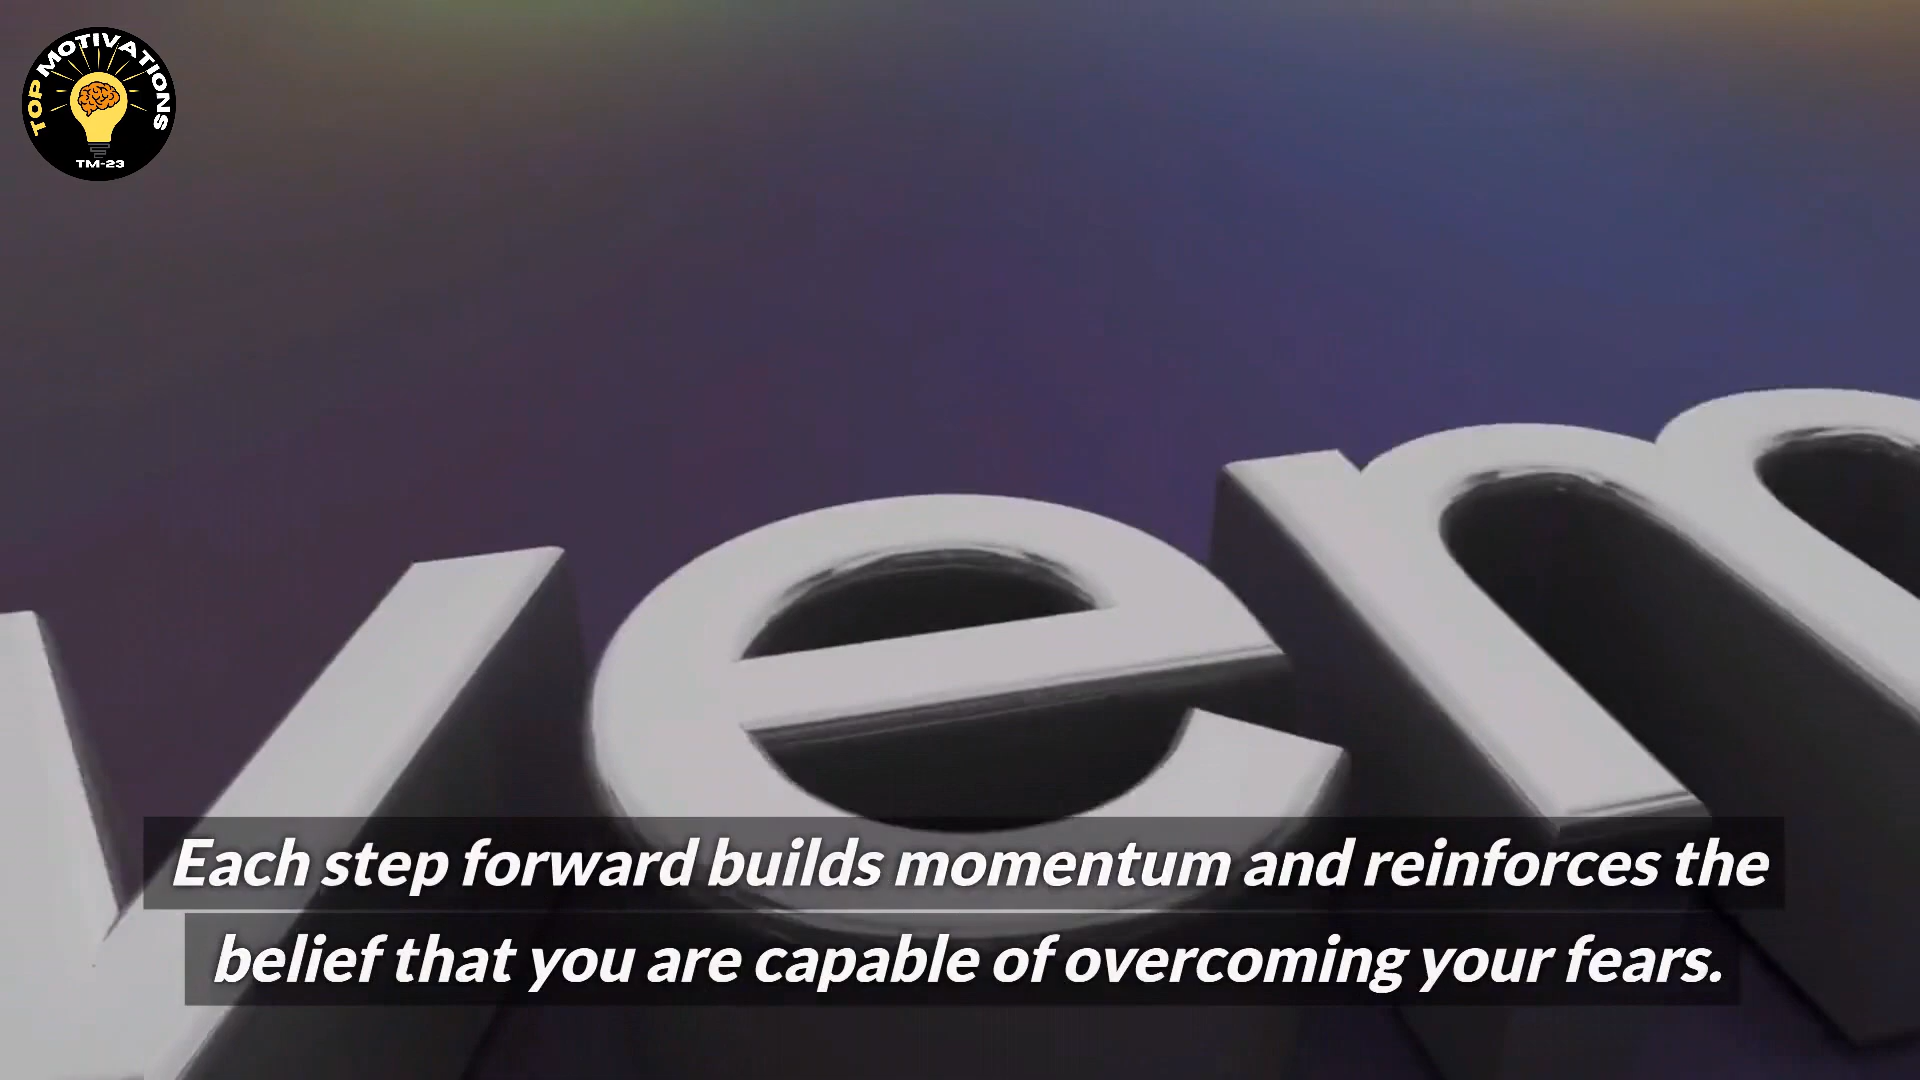 TOP MOTIVATIONS
TM-23
vem
Each step forward builds momentum and reinforces the
belief that you are capable of overcoming your fears.